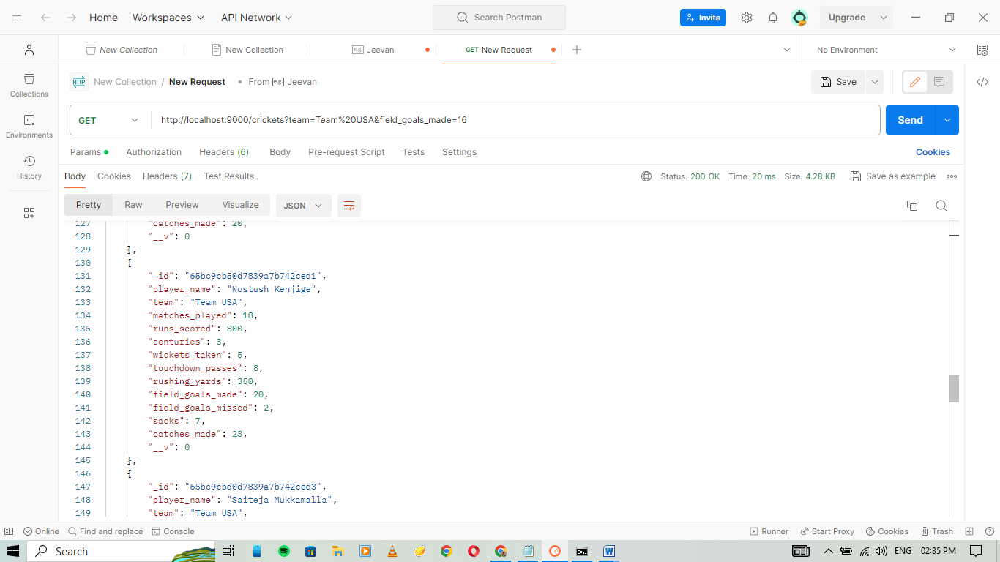 Home Workspaces API Network Search Postman Invite Upgrade
New Collection New Collection e.g. Jeevan GET New Request No Environment
HTTP New Collection / New Request From e.g. Jeevan Save
Collections
GET http://localhost:9000/crickets?team=Team%20USA&field_goals_made=16 Send
Environments
Params Authorization Headers (6) Body Pre-request Script Tests Settings Cookies
History
Body Cookies Headers (7) Test Results Status: 200 OK Time: 20 ms Size: 4.28 KB Save as example
Pretty Raw Preview Visualize JSON
127 "catches_made": 20,
128 "__v": 0
129 },
130 {
131 "_id": "65bc9cb50d7839a7b742ced1",
132 "player_name": "Nostush Kenjige",
133 "team": "Team USA",
134 "matches_played": 18,
135 "runs_scored": 800,
136 "centuries": 3,
137 "wickets_taken": 5,
138 "touchdown_passes": 8,
139 "rushing_yards": 350,
140 "field_goals_made": 20,
141 "field_goals_missed": 2,
142 "sacks": 7,
143 "catches_made": 23,
144 "__v": 0
145 },
146 {
147 "_id": "65bc9cbd0d7839a7b742ced3",
148 "player_name": "Saiteja Mukkamalla",
149 "team": "Team USA",
Online Find and replace Console Runner Start Proxy Cookies Trash
Search ENG 02:35 PM